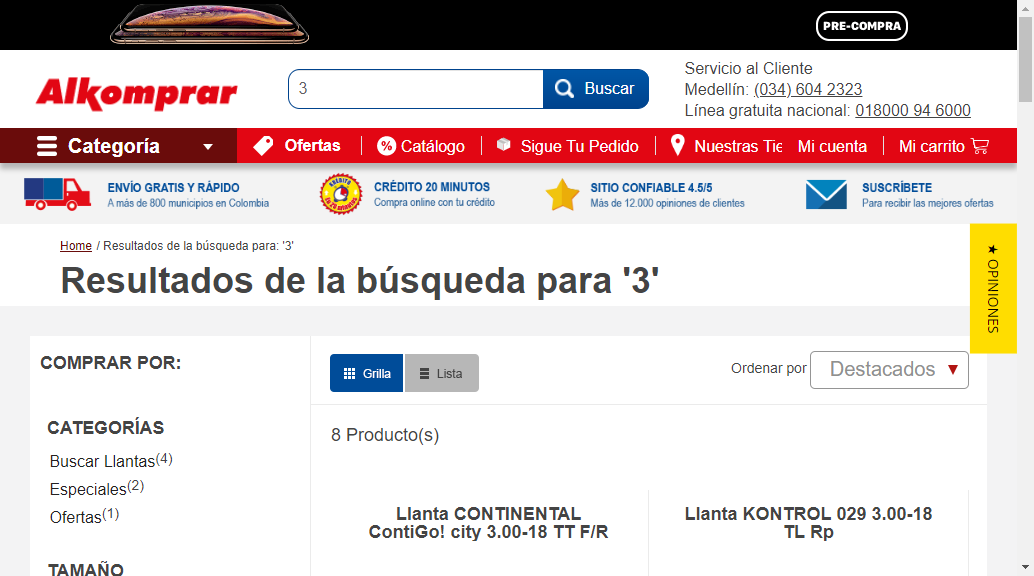 PRE-COMPRA
Alkomprar
3
Buscar
Servicio al Cliente
Medellín: (034) 604 2323
Línea gratuita nacional: 018000 94 6000
Categoría
Ofertas
Catálogo
Sigue Tu Pedido
Nuestras Tie
Mi cuenta
Mi carrito
ENVÍO GRATIS Y RÁPIDO
A más de 800 municipios en Colombia
CRÉDITO 20 MINUTOS
Compra online con tu crédito
SITIO CONFIABLE 4.5/5
Más de 12.000 opiniones de clientes
SUSCRÍBETE
Para recibir las mejores ofertas
Home / Resultados de la búsqueda para: '3'
Resultados de la búsqueda para '3'
★ OPINIONES
COMPRAR POR:
Grilla
Lista
Ordenar por
Destacados
8 Producto(s)
CATEGORÍAS
Buscar Llantas(4)
Especiales(2)
Ofertas(1)
TAMAÑO
Llanta CONTINENTAL
ContiGo! city 3.00-18 TT F/R
Llanta KONTROL 029 3.00-18
TL Rp